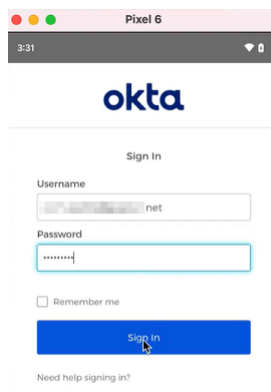 Pixel 6
3:31
okta
Sign In
Username
net
Password
Remember me
Sign In
Need help signing in?